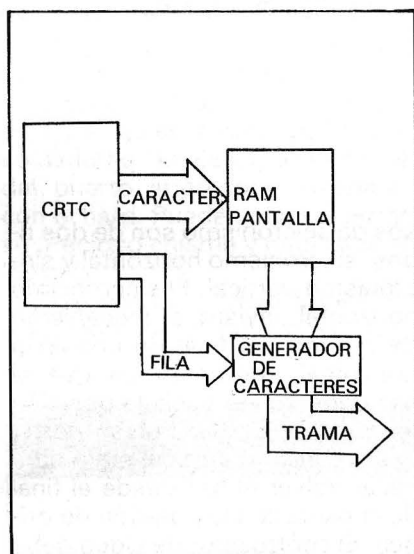 CRTC
CARACTER
RAM
PANTALLA
FILA
GENERADOR
DE
CARACTERES
TRAMA